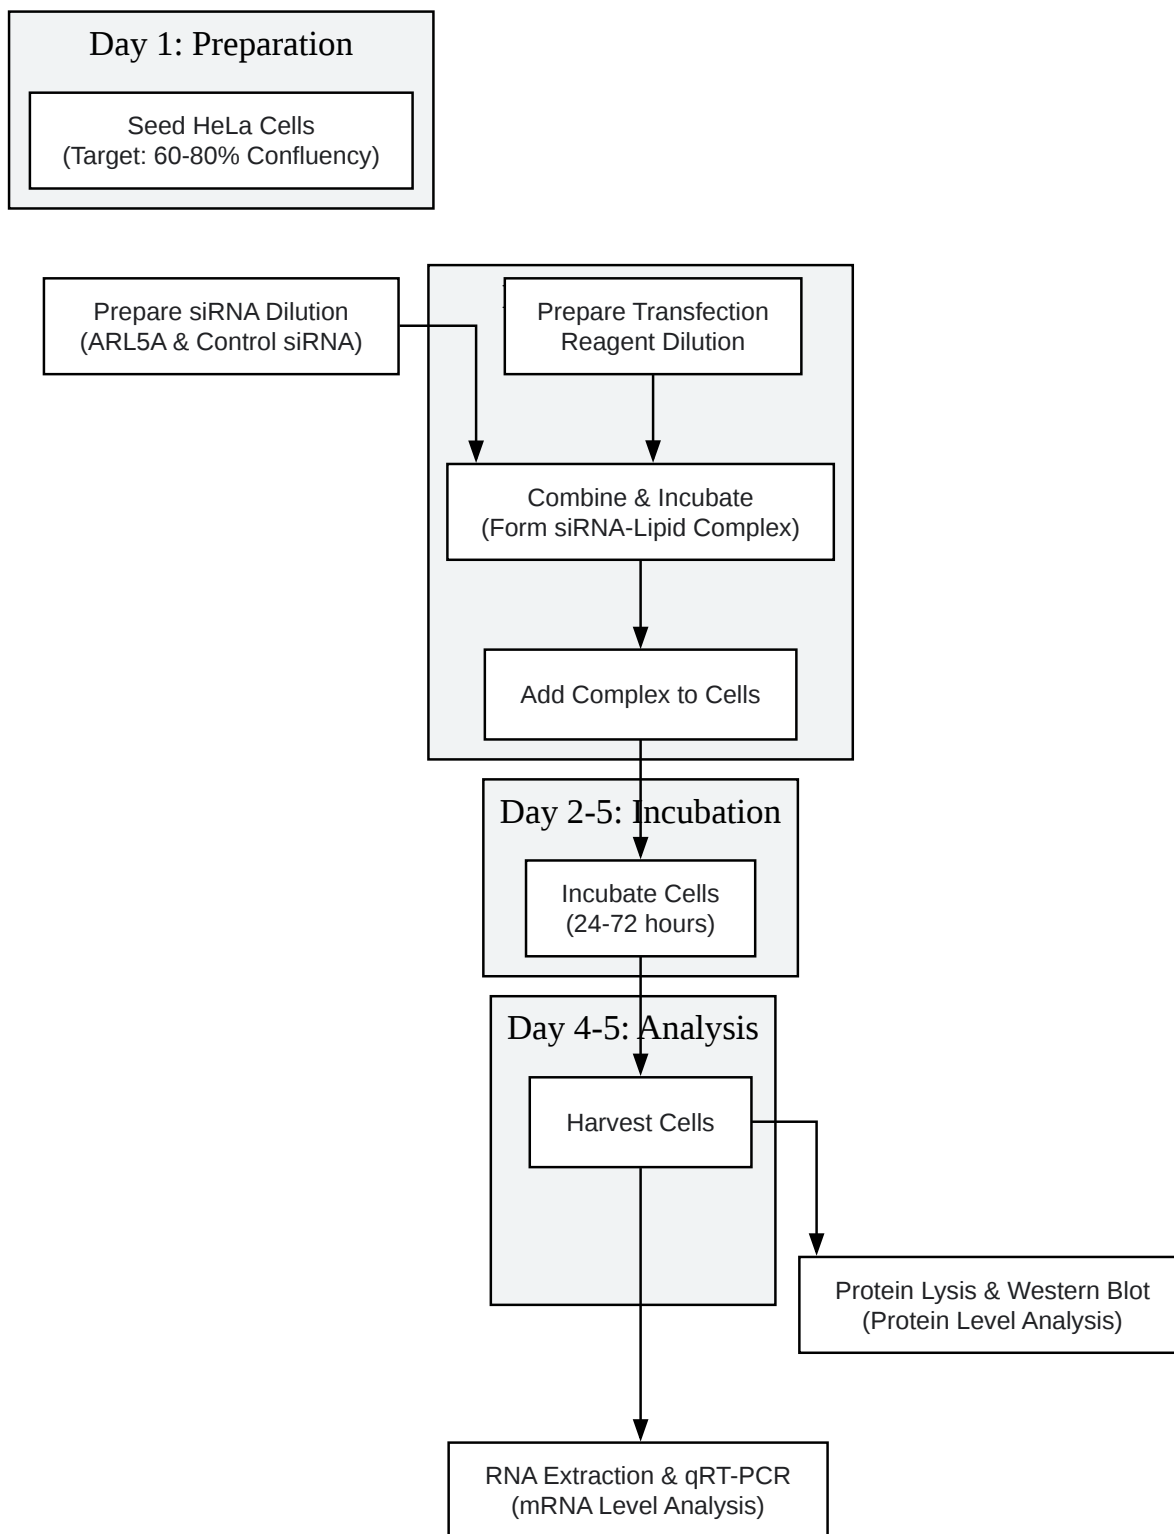 Day 1: Preparation
Seed HeLa Cells
(Target: 60-80% Confluency)
Prepare siRNA Dilution
(ARL5A & Control siRNA)
Prepare Transfection
Reagent Dilution
Combine & Incubate
(Form siRNA-Lipid Complex)
Add Complex to Cells
Day 2-5: Incubation
Incubate Cells
(24-72 hours)
Day 4-5: Analysis
Harvest Cells
Protein Lysis & Western Blot
(Protein Level Analysis)
RNA Extraction & qRT-PCR
(mRNA Level Analysis)